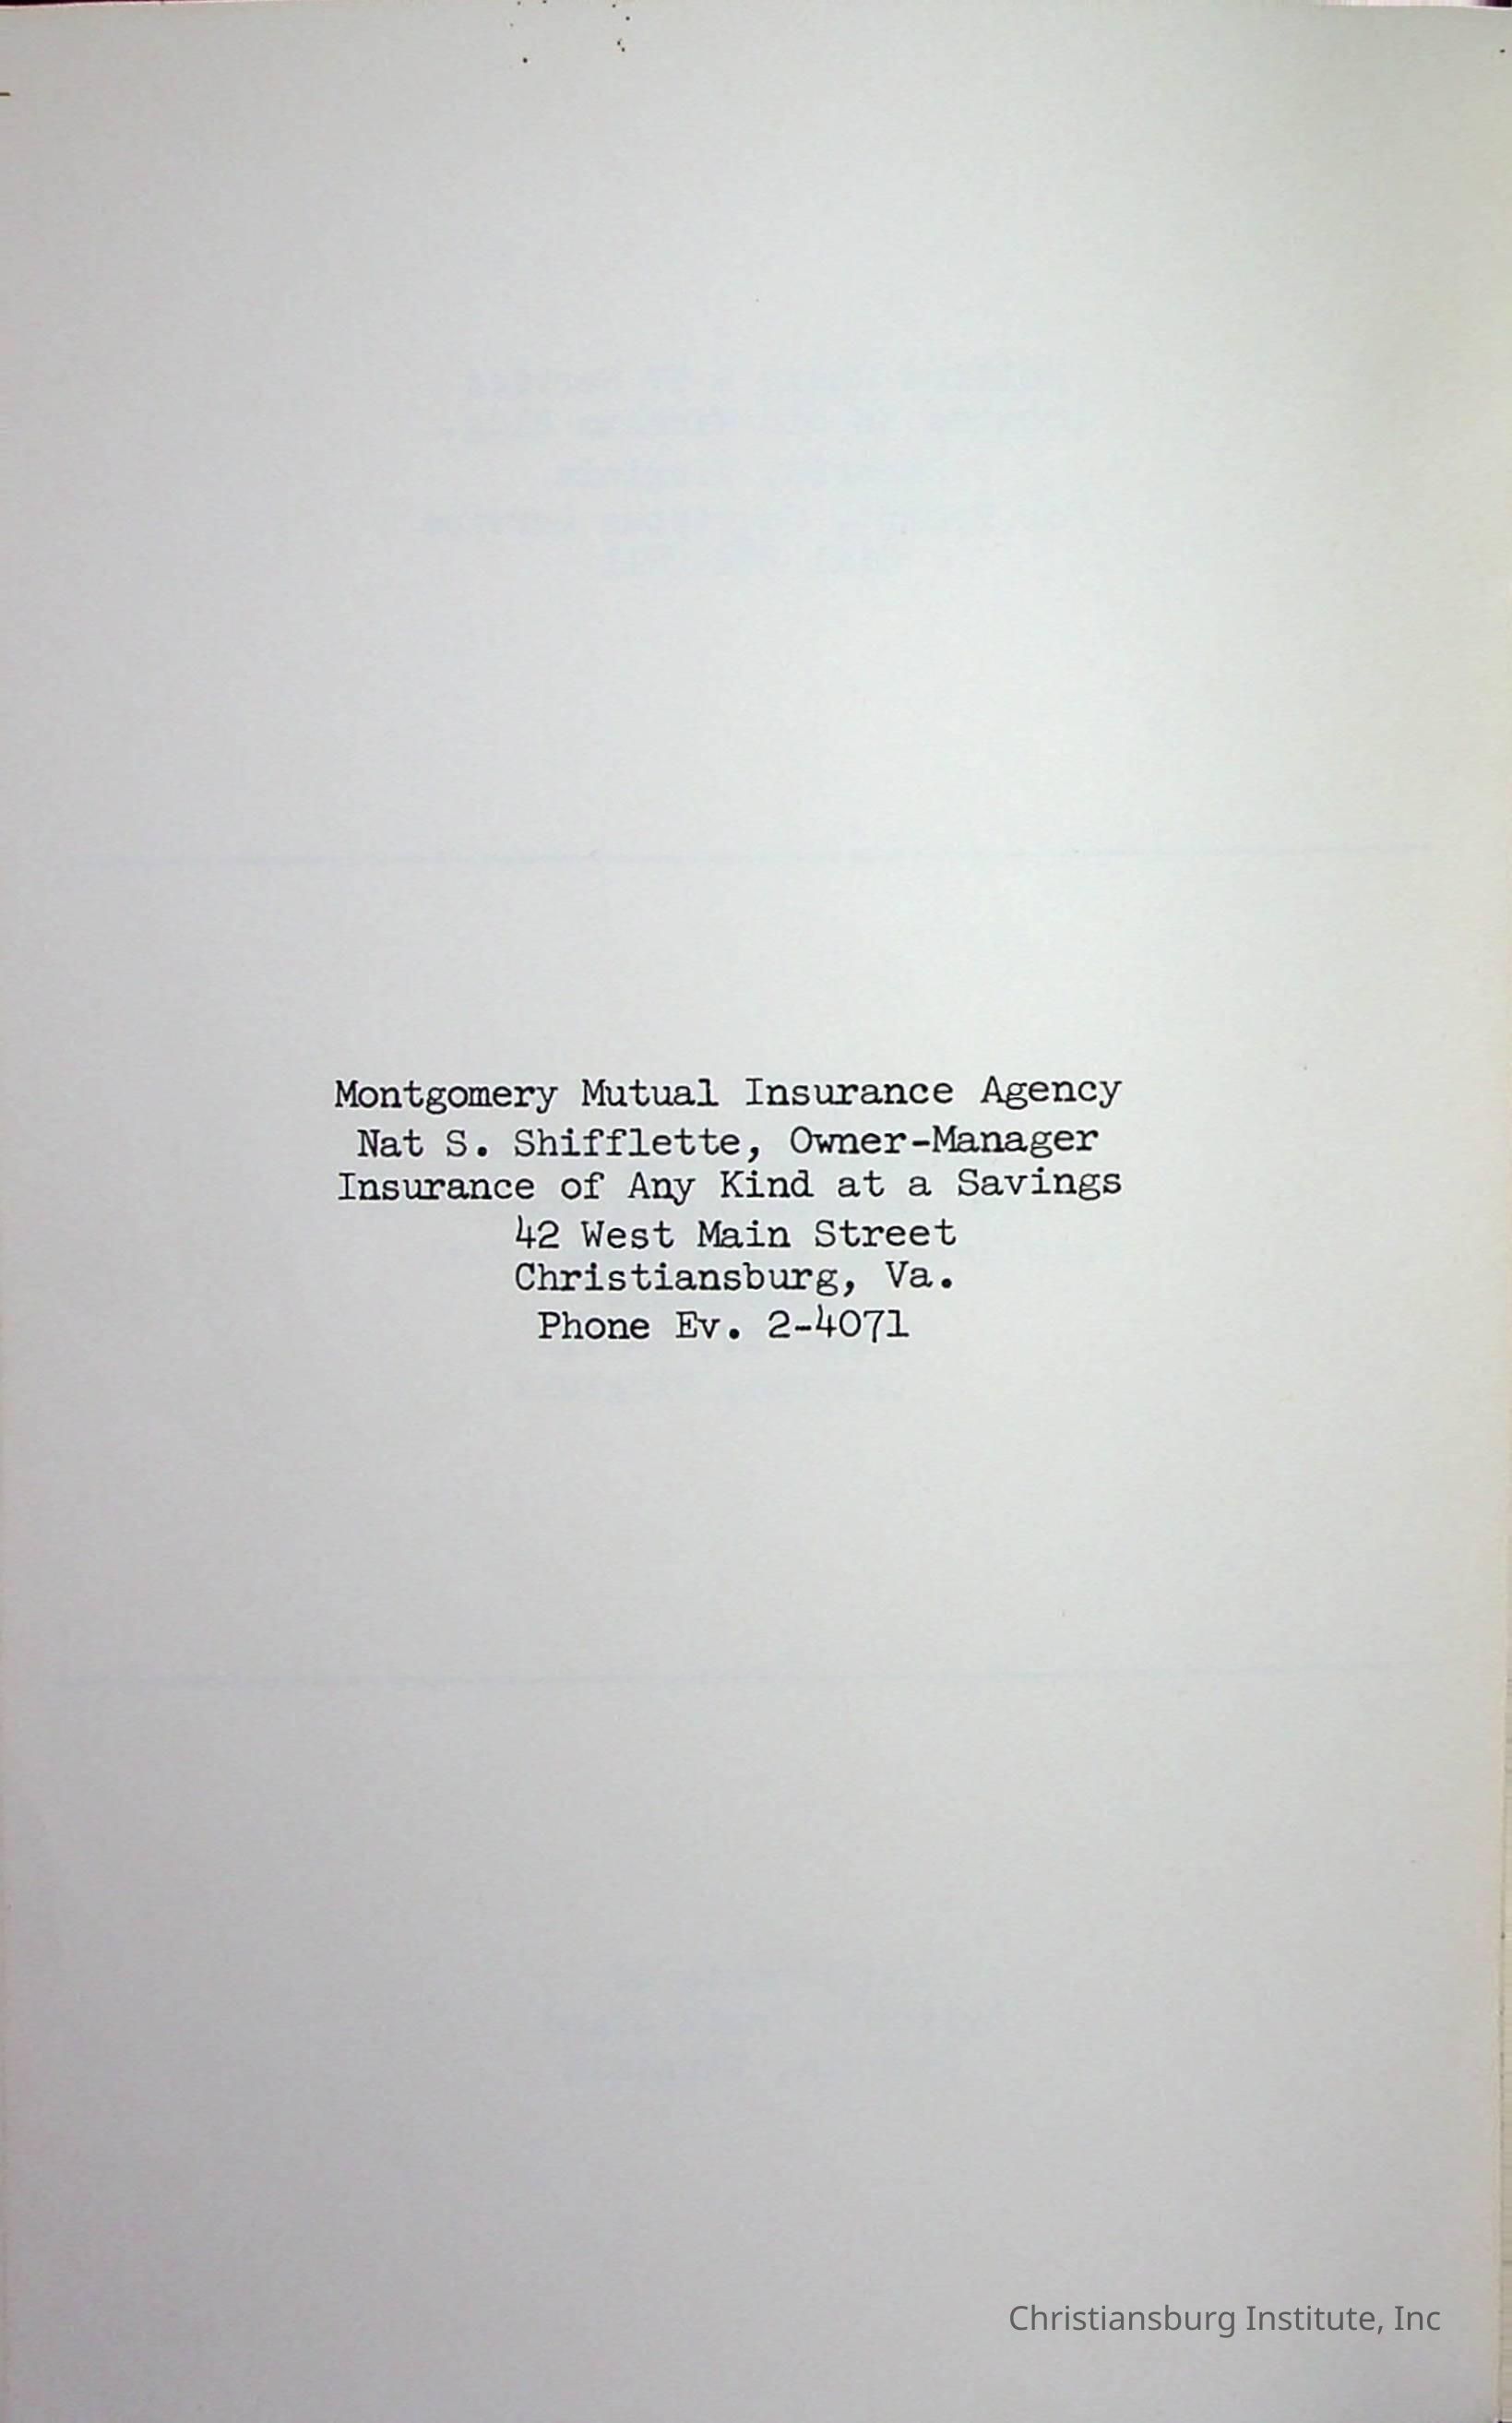 Montgomery Mutual Insurance Agency
Nat S. Shifflette, Owner-Manager
Insurance of Any Kind at a Savings
42 West Main Street
Christiansburg, Va.
Phone Ev. 2-4071
Christiansburg Institute, Inc